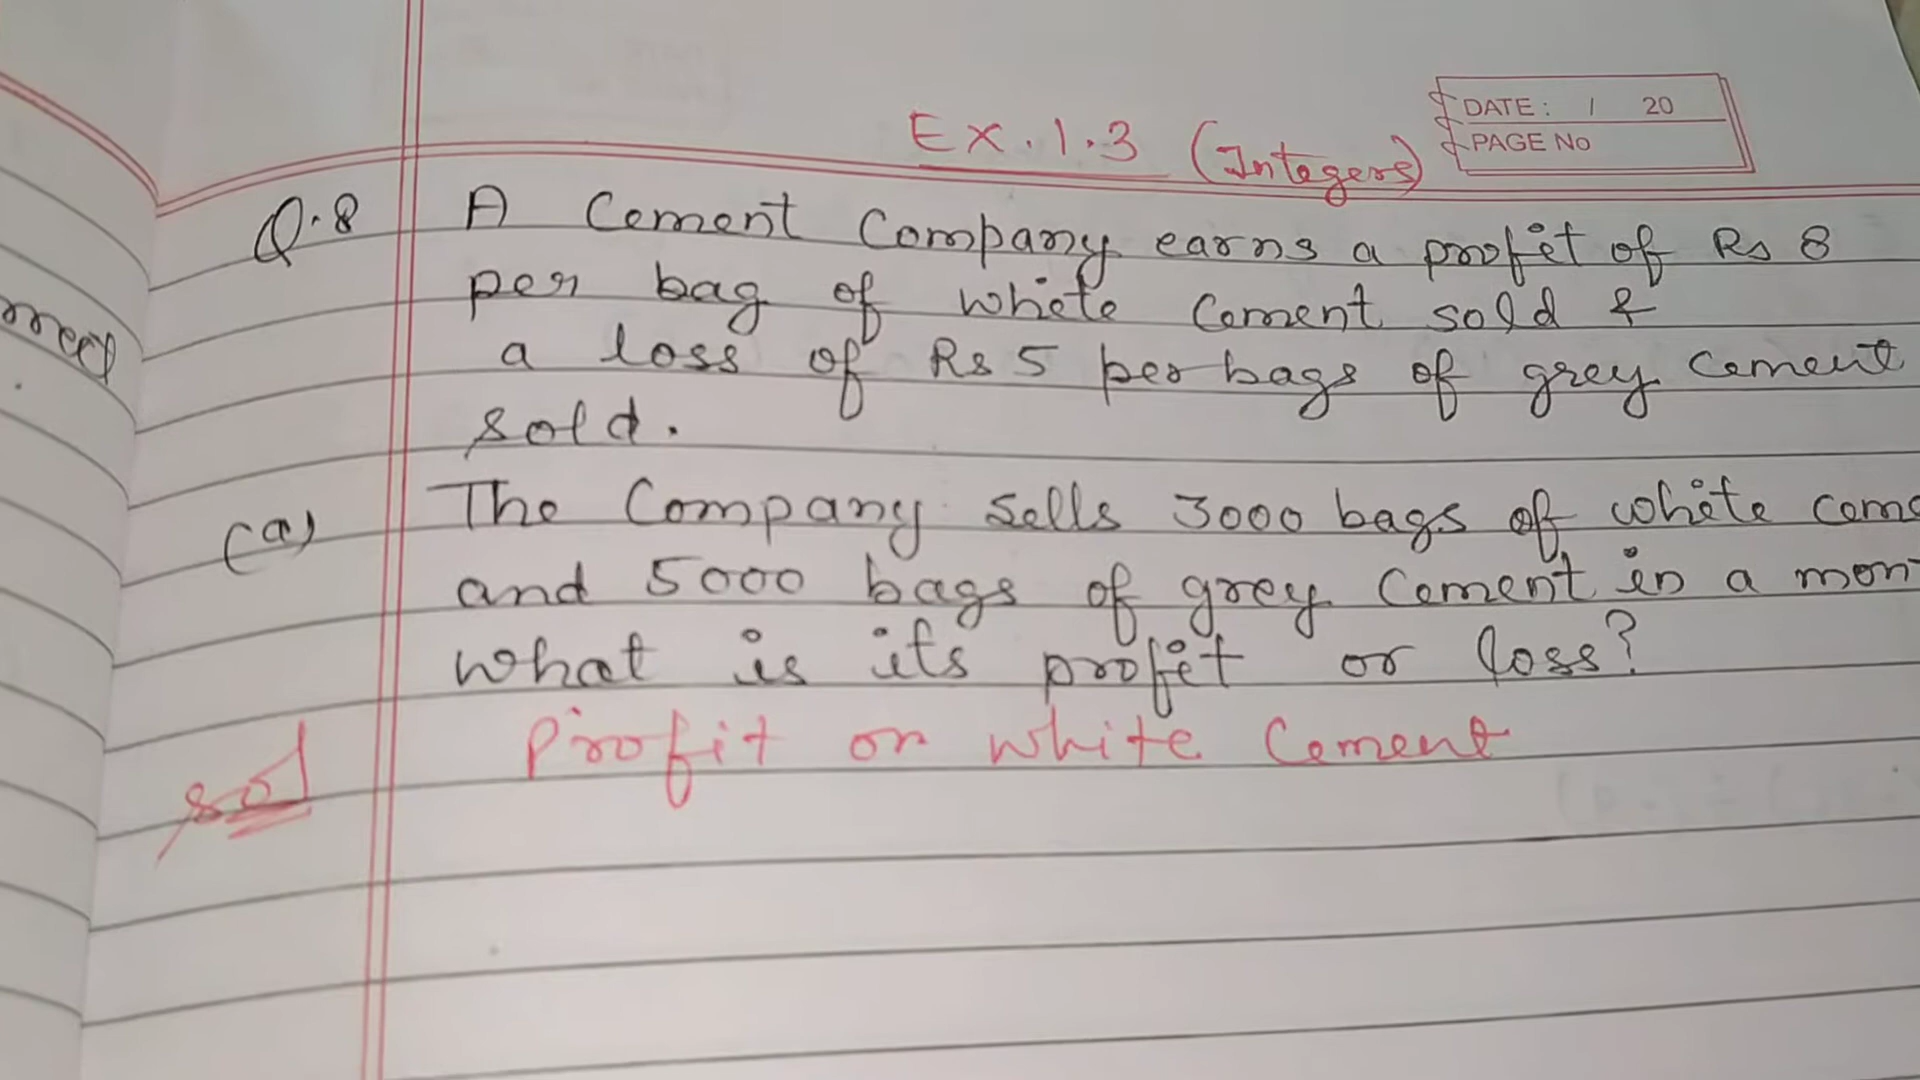 DATE: / 20
PAGE No
Ex.1.3 (Integers)
Q.8 A Cement Company earns a profit of Rs 8
per bag of white Cement sold &
a loss of Rs 5 per bags of grey Cement
sold.
(a) The Company sells 3000 bags of white ceme
and 5000 bags of grey Cement in a mon
what is its profit or loss?
sol Profit on white Cement